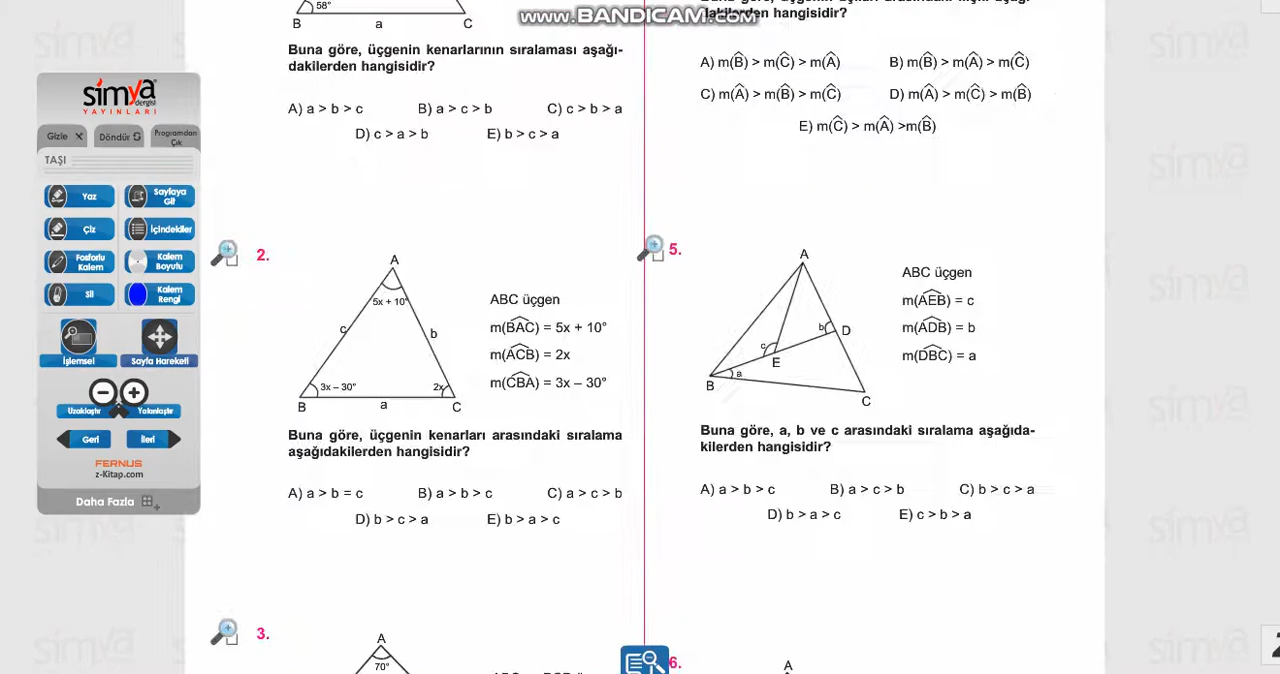 www.BANDICAM.com
simya
dergisi
YAYINLARI
Gizle
Döndür
Programdan
Çık
TAŞI
Yaz
Sayfaya
Git
Çiz
İçindekiler
Fosforlu
Kalem
Kalem
Boyutu
Sil
Kalem
Rengi
İşlemsel
Sayfa Hareketi
Uzaklaştır
Yakınlaştır
Geri
İleri
FERNUS
z-Kitap.com
Daha Fazla
58°
B a C
Buna göre, üçgenin kenarlarının sıralaması aşağı-
dakilerden hangisidir?
A) a > b > c B) a > c > b C) c > b > a
D) c > a > b E) b > c > a
2.
A
5x + 10°
c
b
3x – 30°
2x
B a C
ABC üçgen
m(BAC) = 5x + 10°
m(ACB) = 2x
m(CBA) = 3x – 30°
Buna göre, üçgenin kenarları arasındaki sıralama
aşağıdakilerden hangisidir?
A) a > b = c B) a > b > c C) a > c > b
D) b > c > a E) b > a > c
3.
A
70°
dakilerden hangisidir?
A) m(B̂) > m(Ĉ) > m(Â) B) m(B̂) > m(Â) > m(Ĉ)
C) m(Â) > m(B̂) > m(Ĉ) D) m(Â) > m(Ĉ) > m(B̂)
E) m(Ĉ) > m(Â) >m(B̂)
5.
A
b D
c
E
a
B
C
ABC üçgen
m(AEB) = c
m(ADB) = b
m(DBC) = a
Buna göre, a, b ve c arasındaki sıralama aşağıda-
kilerden hangisidir?
A) a > b > c B) a > c > b C) b > c > a
D) b > a > c E) c > b > a
6.
A
2